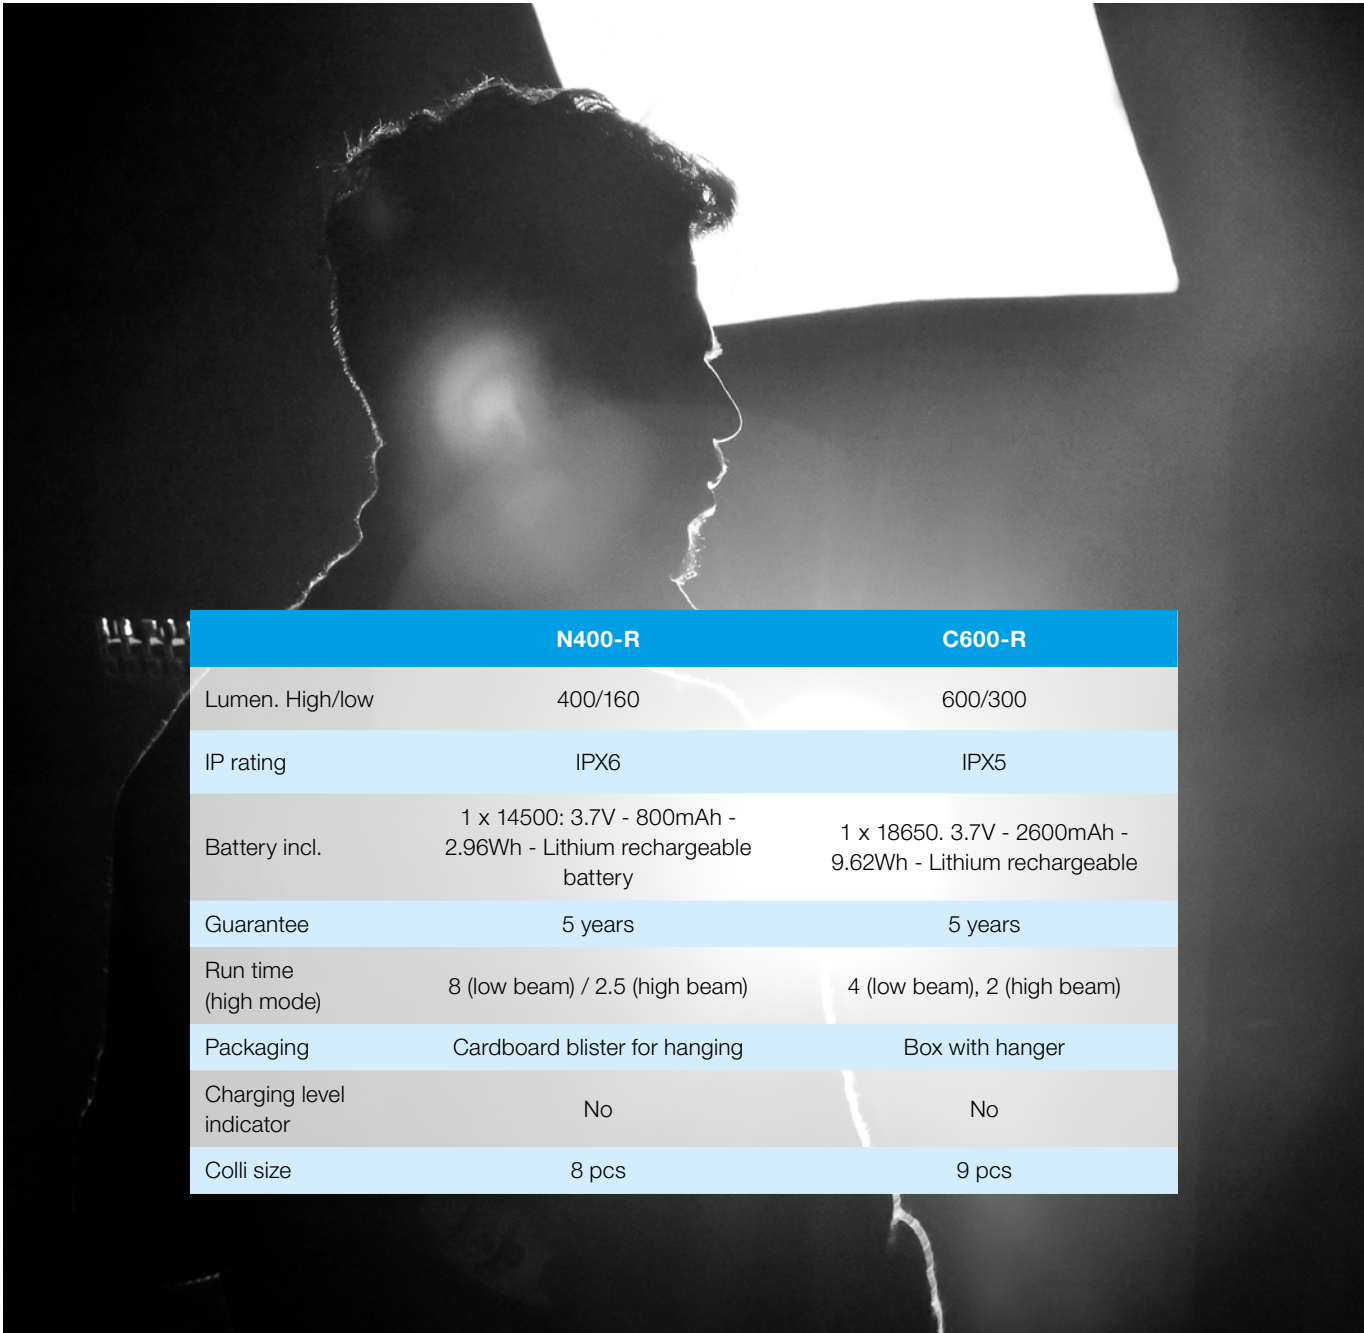 N400-R C600-R
Lumen. High/low 400/160 600/300
IP rating IPX6 IPX5
Battery incl. 1 x 14500: 3.7V - 800mAh -
2.96Wh - Lithium rechargeable
battery 1 x 18650. 3.7V - 2600mAh -
9.62Wh - Lithium rechargeable
Guarantee 5 years 5 years
Run time
(high mode) 8 (low beam) / 2.5 (high beam) 4 (low beam), 2 (high beam)
Packaging Cardboard blister for hanging Box with hanger
Charging level
indicator No No
Colli size 8 pcs 9 pcs